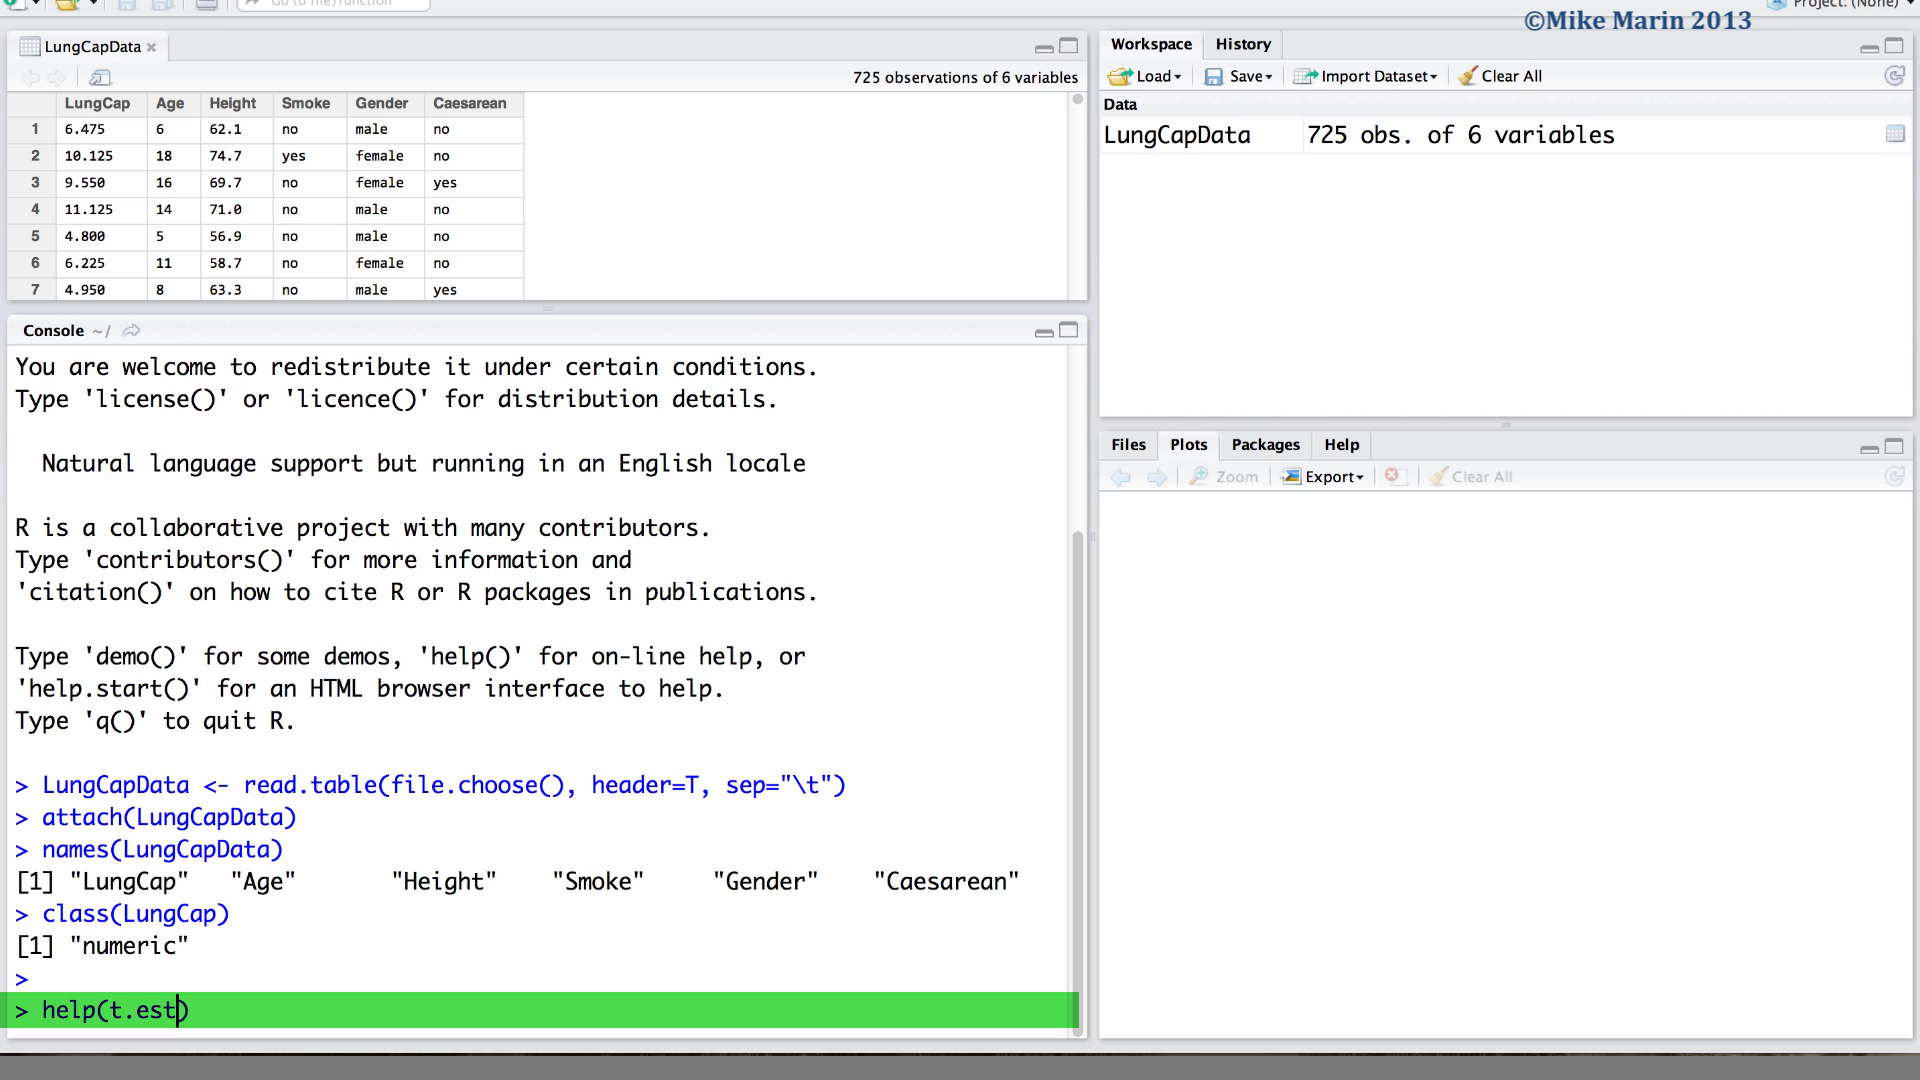 Go to file/function
Project: (None)
©Mike Marin 2013
LungCapData
725 observations of 6 variables
LungCap Age Height Smoke Gender Caesarean
1 6.475 6 62.1 no male no
2 10.125 18 74.7 yes female no
3 9.550 16 69.7 no female yes
4 11.125 14 71.0 no male no
5 4.800 5 56.9 no male no
6 6.225 11 58.7 no female no
7 4.950 8 63.3 no male yes
Console ~/
You are welcome to redistribute it under certain conditions.
Type 'license()' or 'licence()' for distribution details.
Natural language support but running in an English locale
R is a collaborative project with many contributors.
Type 'contributors()' for more information and
'citation()' on how to cite R or R packages in publications.
Type 'demo()' for some demos, 'help()' for on-line help, or
'help.start()' for an HTML browser interface to help.
Type 'q()' to quit R.
> LungCapData <- read.table(file.choose(), header=T, sep="\t")
> attach(LungCapData)
> names(LungCapData)
[1] "LungCap" "Age" "Height" "Smoke" "Gender" "Caesarean"
> class(LungCap)
[1] "numeric"
>
> help(t.est)
Workspace History
Load Save Import Dataset Clear All
Data
LungCapData 725 obs. of 6 variables
Files Plots Packages Help
Zoom Export Clear All